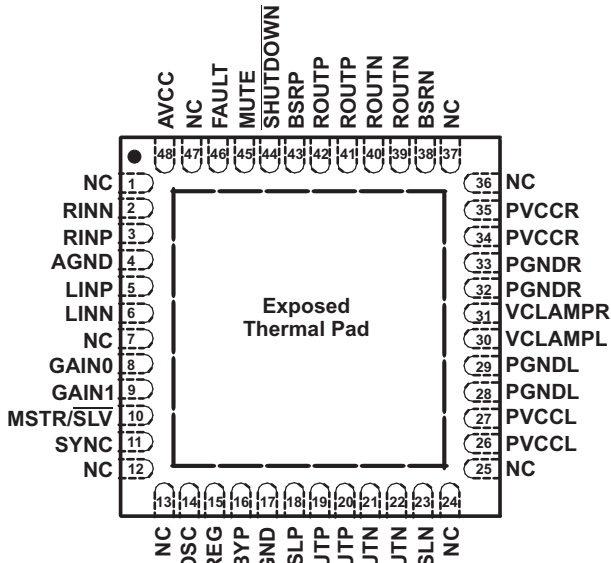 AVCC
NC
FAULT
MUTE
SHUTDOWN
BSRP
ROUTP
ROUTP
ROUTN
ROUTN
BSRN
NC
48 47 46 45 44 43 42 41 40 39 38 37
NC 1
RINN 2
RINP 3
AGND 4
LINP 5
LINN 6
NC 7
GAIN0 8
GAIN1 9
MSTR/SLV 10
SYNC 11
NC 12
Exposed
Thermal Pad
36 NC
35 PVCCR
34 PVCCR
33 PGNDR
32 PGNDR
31 VCLAMPR
30 VCLAMPL
29 PGNDL
28 PGNDL
27 PVCCL
26 PVCCL
25 NC
13 14 15 16 17 18 19 20 21 22 23 24
NC
OSC
REG
BYP
GND
SLP
UTP
UTP
UTN
UTN
SLN
NC